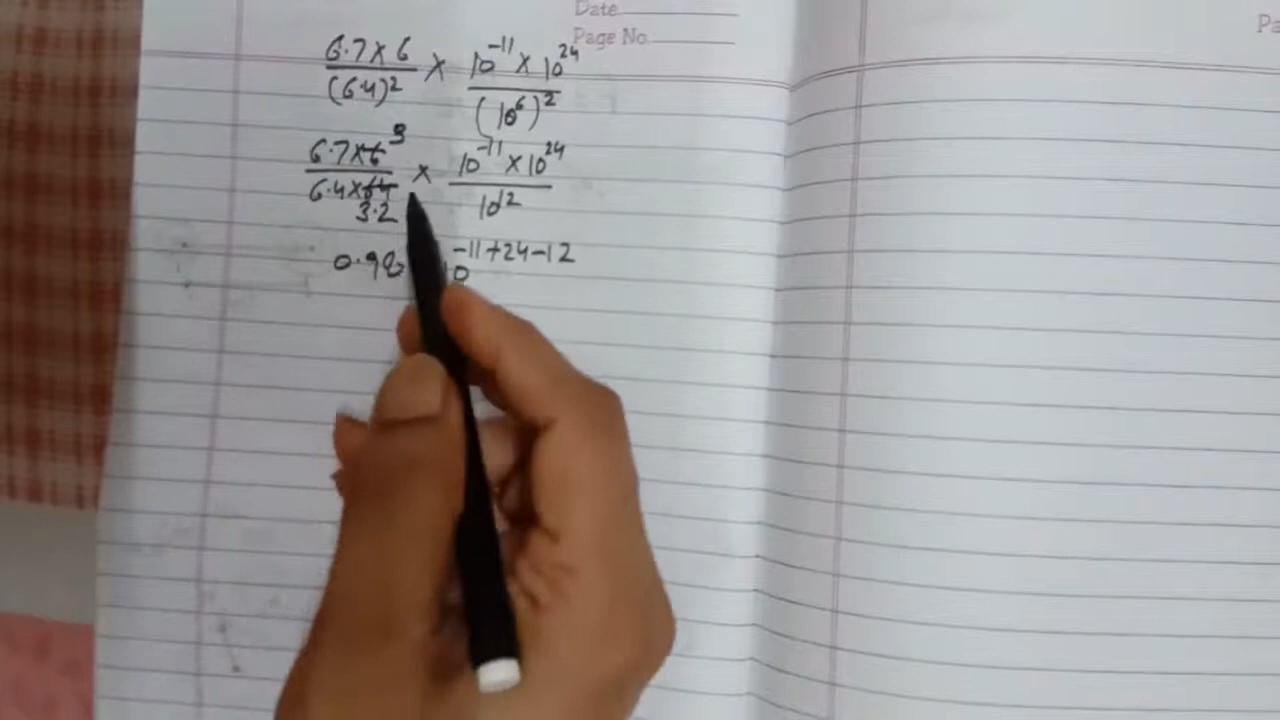 Date
Page No.
Pa
6.7×6/(6.4)² × 10⁻¹¹×10²⁴/(10⁶)²
6.7×6 3/6.4×64 3.2 × 10⁻¹¹×10²⁴/10¹²
0.98 10⁻¹¹⁺²⁴⁻¹²